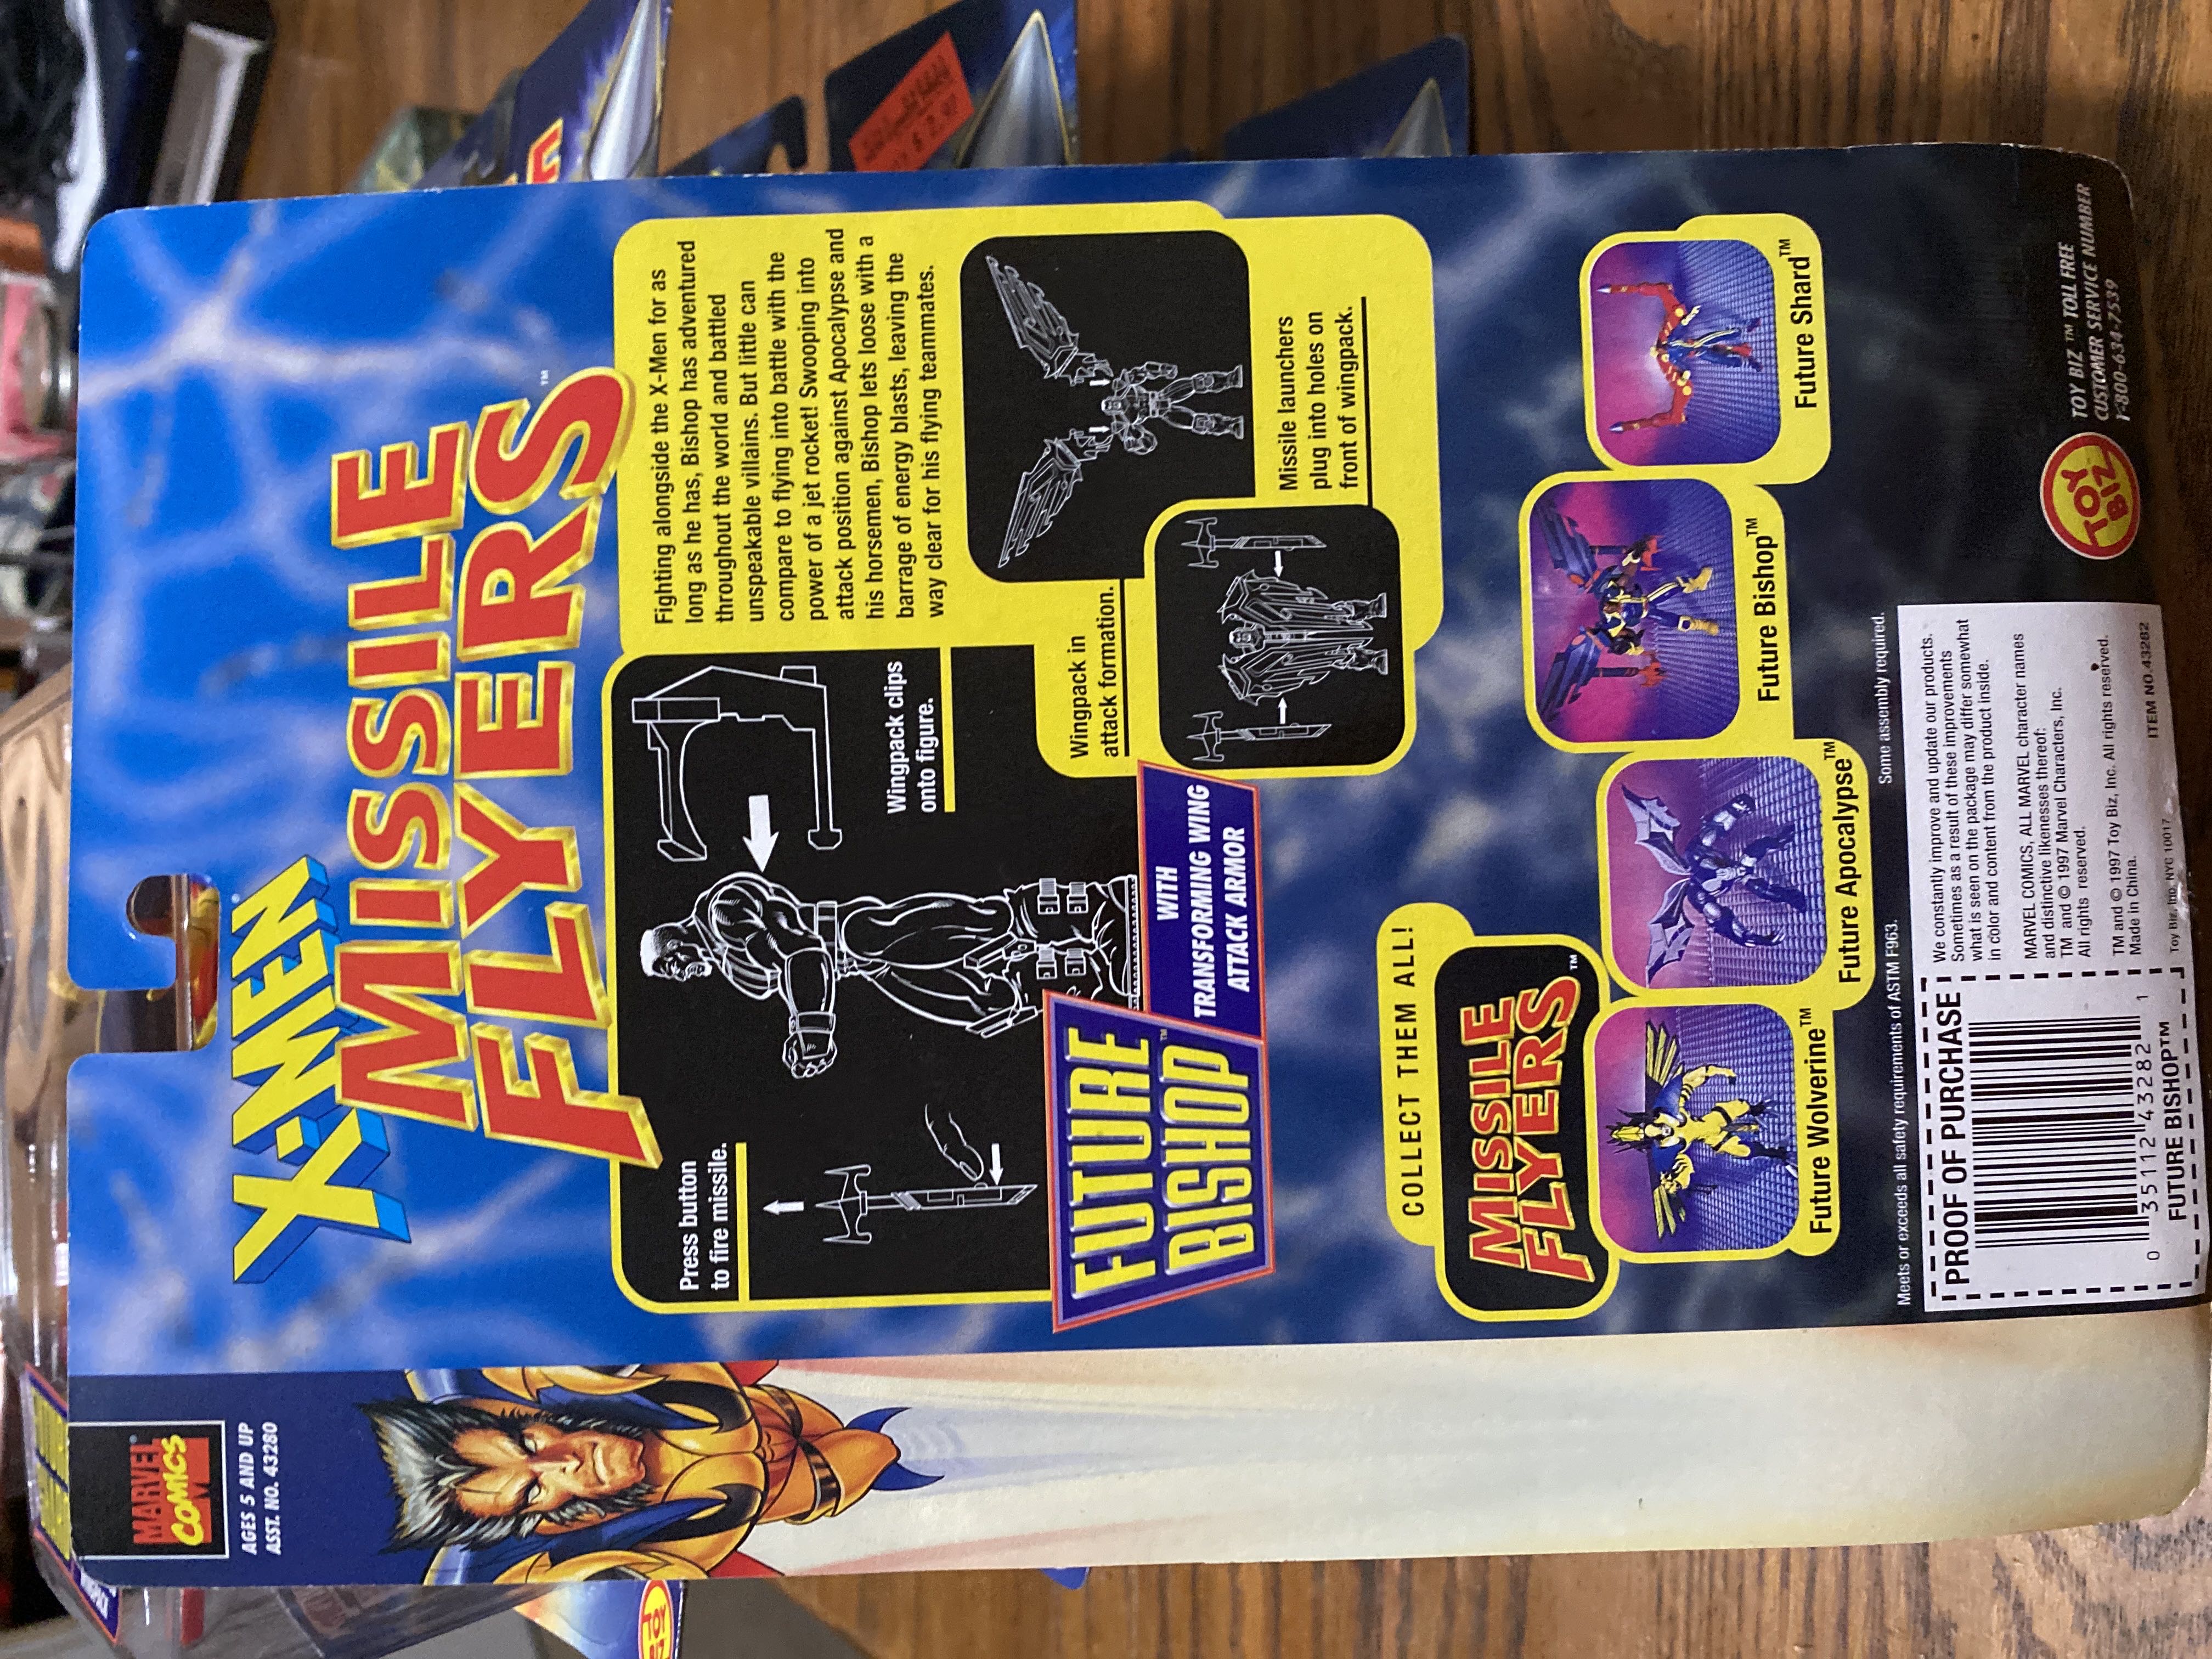 MARVEL
COMICS
AGES 5 AND UP
ASST. NO. 43280
X-MEN
MISSILE
FLYERS™
Press button
to fire missile.
Wingpack clips
onto figure.
Fighting alongside the X-Men for as
long as he has, Bishop has adventured
throughout the world and battled
unspeakable villains. But little can
compare to flying into battle with the
power of a jet rocket! Swooping into
attack position against Apocalypse and
his horsemen, Bishop lets loose with a
barrage of energy blasts, leaving the
way clear for his flying teammates.
Wingpack in
attack formation.
Missile launchers
plug into holes on
front of wingpack.
FUTURE
BISHOP™
WITH
TRANSFORMING WING
ATTACK ARMOR
COLLECT THEM ALL!
MISSILE
FLYERS™
Future Wolverine™
Future Apocalypse™
Future Bishop™
Future Shard™
Meets or exceeds all safety requirements of ASTM F963.
Some assembly required.
PROOF OF PURCHASE
0 35112 43282 1
FUTURE BISHOP™
We constantly improve and update our products.
Sometimes as a result of these improvements
what is seen on the package may differ somewhat
in color and content from the product inside.
MARVEL COMICS, ALL MARVEL character names
and distinctive likenesses thereof:
TM and © 1997 Marvel Characters, Inc.
All rights reserved.
TM and © 1997 Toy Biz, Inc. All rights reserved.
Made in China.
Toy Biz, Inc. NYC 10017
ITEM NO. 43282
TOY
BIZ
TOY BIZ™ TOLL FREE
CUSTOMER SERVICE NUMBER
1-800-634-7539